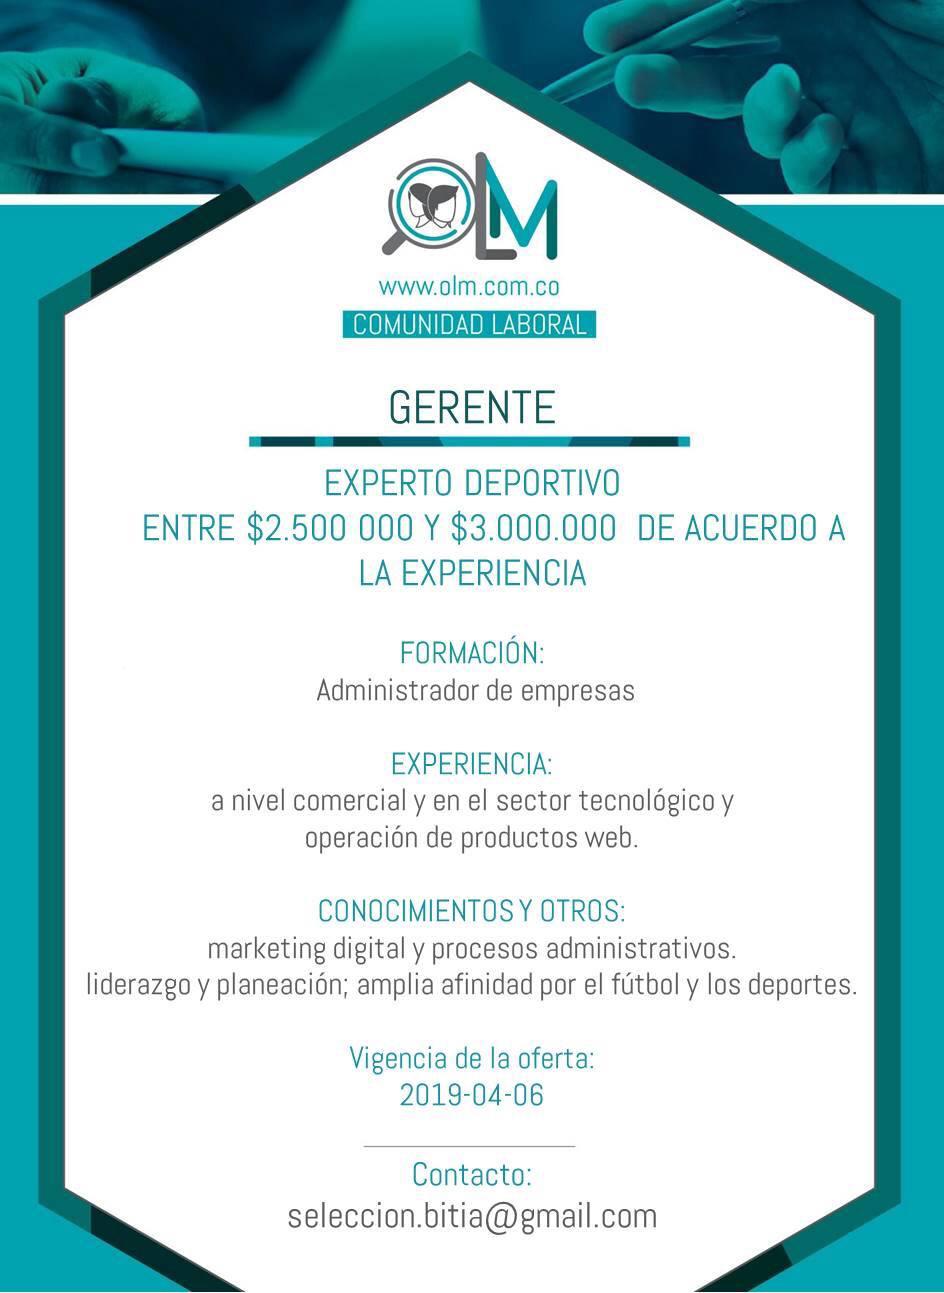 OLM
www.olm.com.co
COMUNIDAD LABORAL
GERENTE
EXPERTO DEPORTIVO
ENTRE $2.500 000 Y $3.000.000 DE ACUERDO A
LA EXPERIENCIA
FORMACIÓN:
Administrador de empresas
EXPERIENCIA:
a nivel comercial y en el sector tecnológico y
operación de productos web.
CONOCIMIENTOS Y OTROS:
marketing digital y procesos administrativos.
liderazgo y planeación; amplia afinidad por el fútbol y los deportes.
Vigencia de la oferta:
2019-04-06
Contacto:
seleccion.bitia@gmail.com